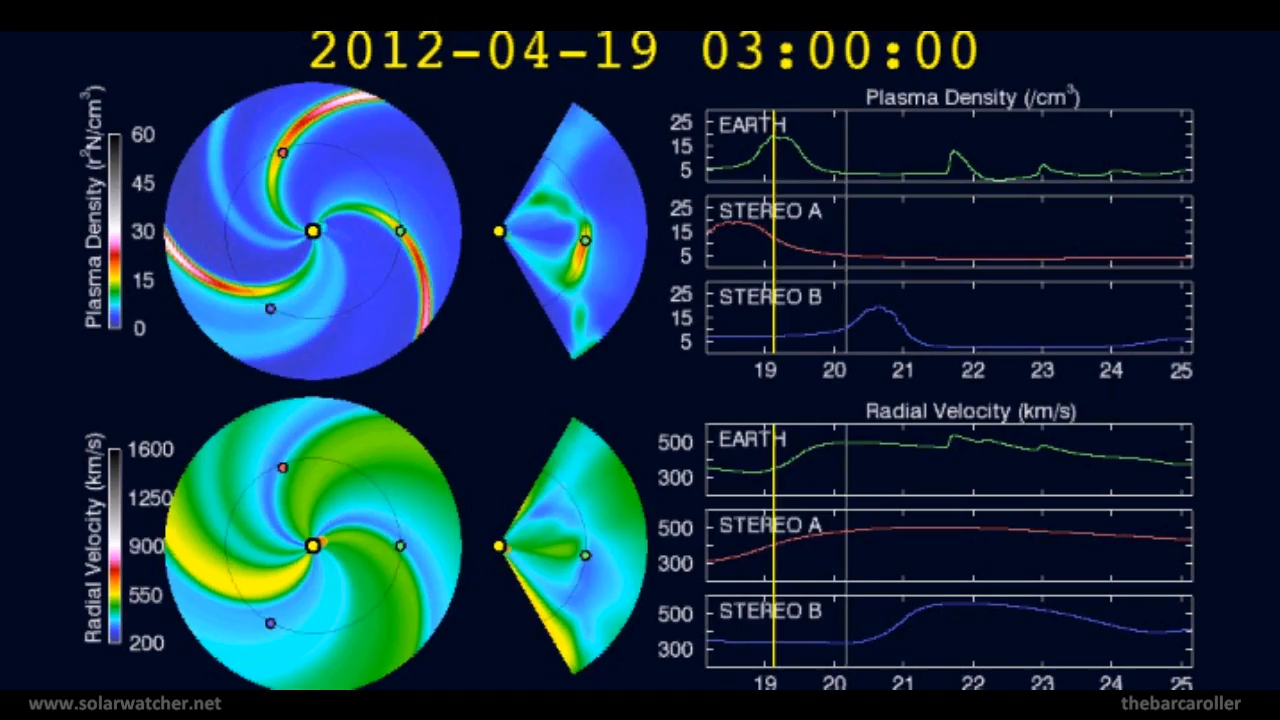 2012-04-19 03:00:00
Plasma Density (r²N/cm³)
60
45
30
15
0
Plasma Density (/cm³)
25
15
5
EARTH
25
15
5
STEREO A
25
15
5
STEREO B
19 20 21 22 23 24 25
Radial Velocity (km/s)
1600
1250
900
550
200
Radial Velocity (km/s)
500
300
EARTH
500
300
STEREO A
500
300
STEREO B
19 20 21 22 23 24 25
www.solarwatcher.net
thebarcaroller